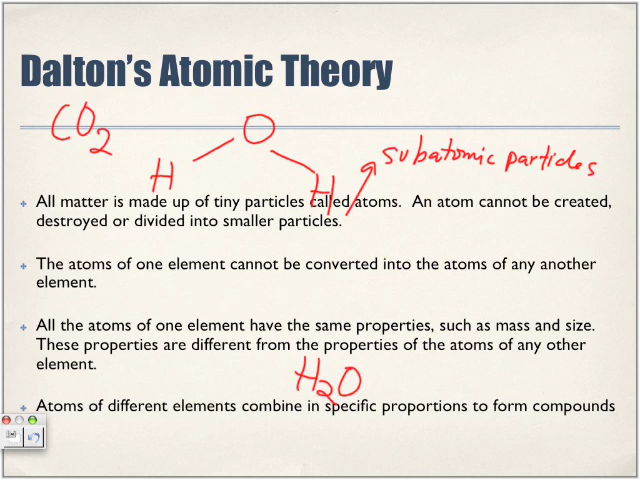 Dalton's Atomic Theory
CO2
O
H H
subatomic particles
All matter is made up of tiny particles called atoms. An atom cannot be created,
destroyed or divided into smaller particles.
The atoms of one element cannot be converted into the atoms of any another
element.
All the atoms of one element have the same properties, such as mass and size.
These properties are different from the properties of the atoms of any other
element.
H2O
Atoms of different elements combine in specific proportions to form compounds